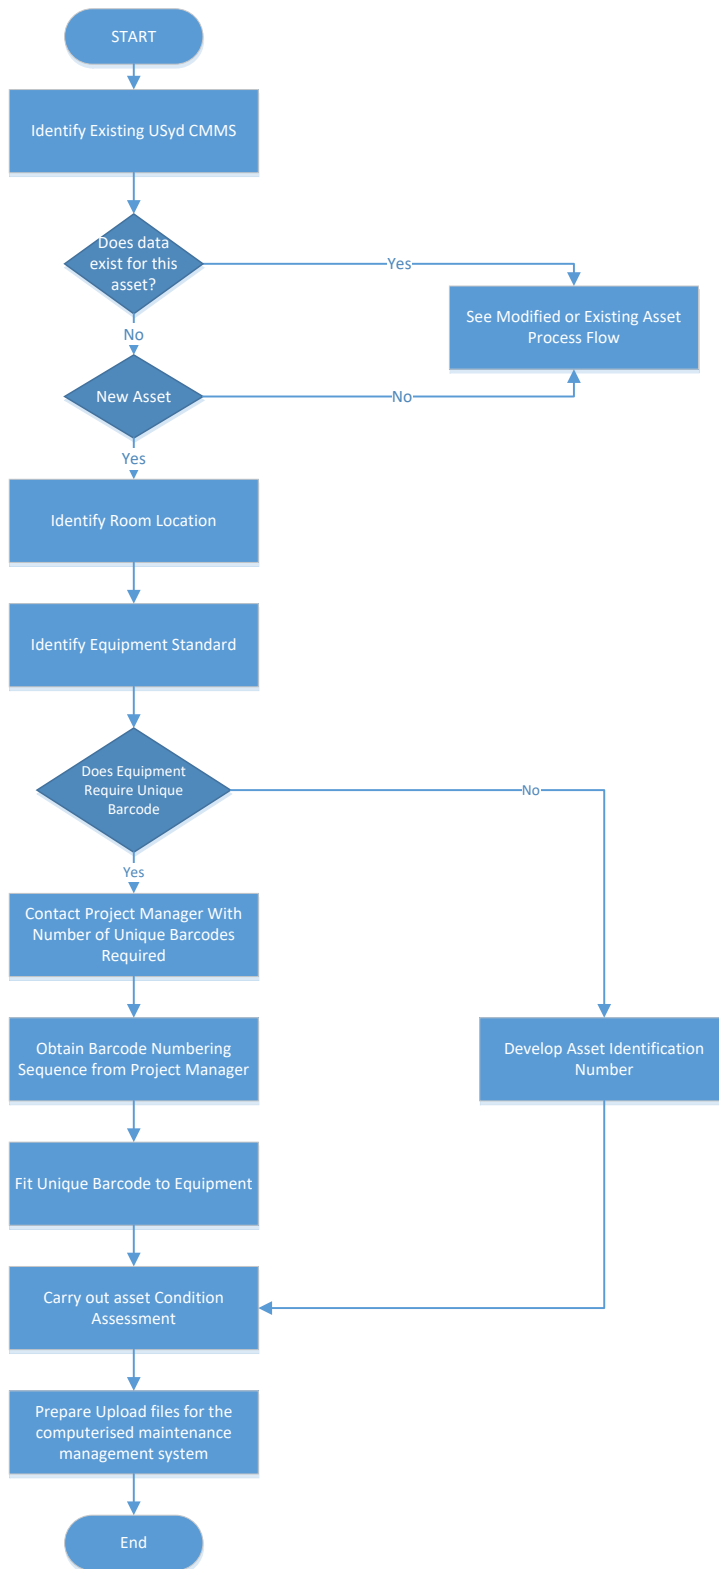 START
Identify Existing USyd CMMS
Does data
exist for this
asset?
Yes
See Modified or Existing Asset
Process Flow
No
New Asset
No
Yes
Identify Room Location
Identify Equipment Standard
Does Equipment
Require Unique
Barcode
No
Yes
Contact Project Manager With
Number of Unique Barcodes
Required
Obtain Barcode Numbering
Sequence from Project Manager
Develop Asset Identification
Number
Fit Unique Barcode to Equipment
Carry out asset Condition
Assessment
Prepare Upload files for the
computerised maintenance
management system
End